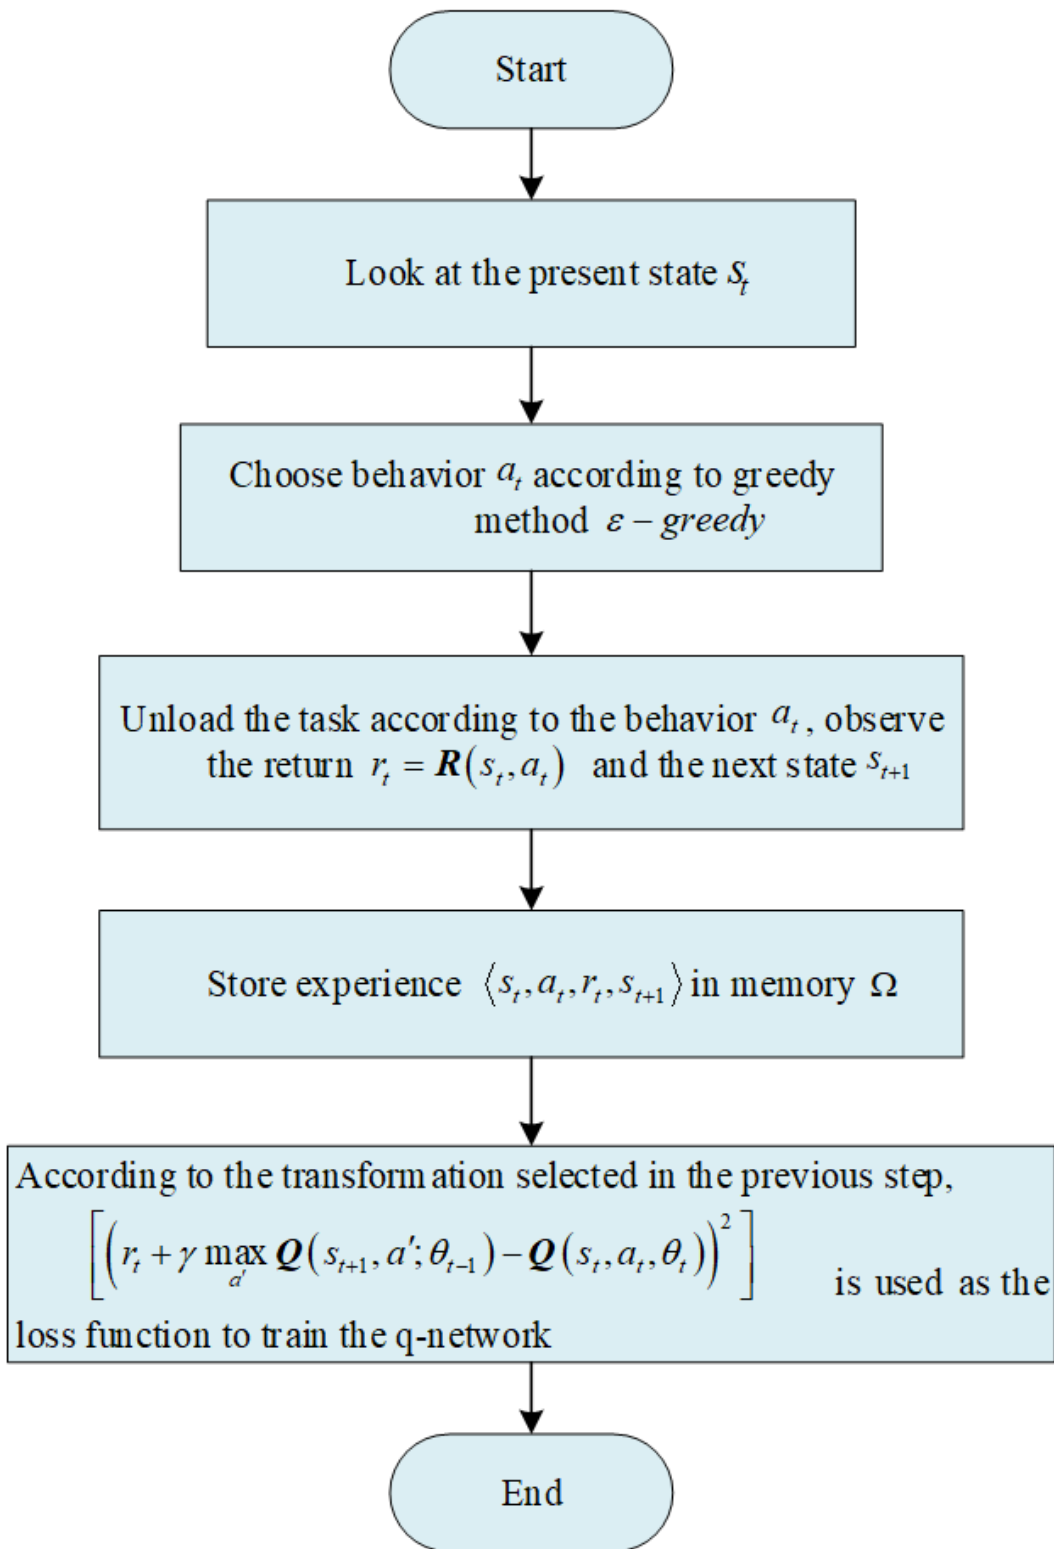 Start
Look at the present state s_t
Choose behavior a_t according to greedy
method ε − greedy
Unload the task according to the behavior a_t, observe
the return r_t = R(s_t, a_t) and the next state s_{t+1}
Store experience ⟨s_t, a_t, r_t, s_{t+1}⟩ in memory Ω
According to the transformation selected in the previous step,
[(r_t + γ max_{a′} Q(s_{t+1}, a′; θ_{t−1}) − Q(s_t, a_t, θ_t))^2] is used as the
loss function to train the q-network
End